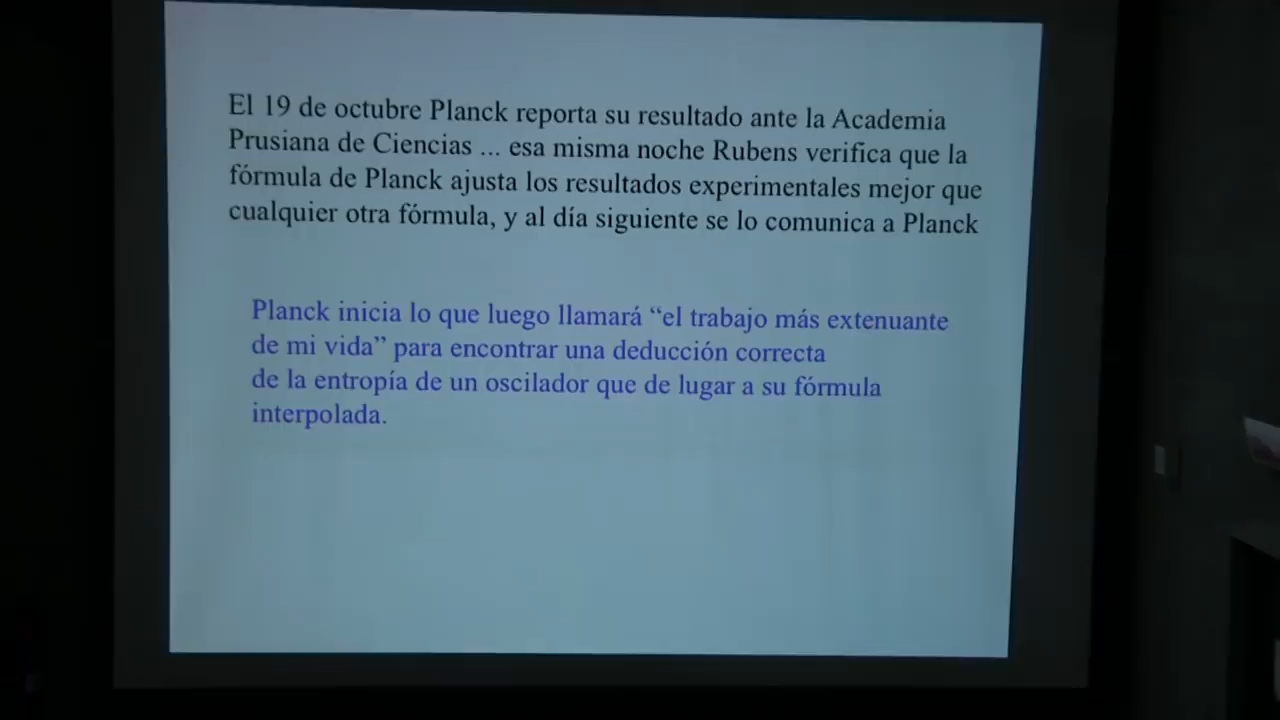 El 19 de octubre Planck reporta su resultado ante la Academia
Prusiana de Ciencias ... esa misma noche Rubens verifica que la
fórmula de Planck ajusta los resultados experimentales mejor que
cualquier otra fórmula, y al día siguiente se lo comunica a Planck
Planck inicia lo que luego llamará “el trabajo más extenuante
de mi vida” para encontrar una deducción correcta
de la entropía de un oscilador que de lugar a su fórmula
interpolada.